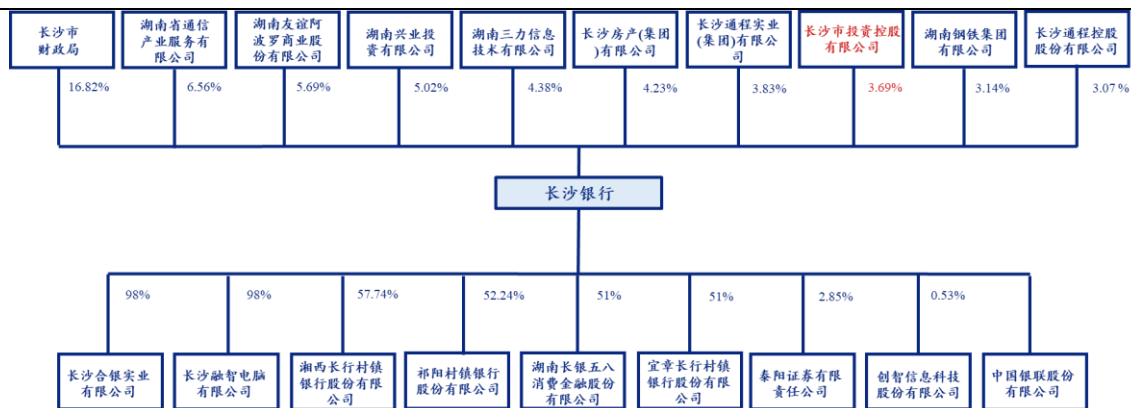 长沙市
财政局
湖南省通信
产业服务有
限公司
湖南友谊阿
波罗商业股
份有限公司
湖南兴业投
资有限公司
湖南三力信息
技术有限公司
长沙房产(集团
)有限公司
长沙通程实业
(集团)有限公
司
长沙市投资控股
有限公司
湖南钢铁集团
有限公司
长沙通程控股
股份有限公司
16.82%
6.56%
5.69%
5.02%
4.38%
4.23%
3.83%
3.69%
3.14%
3.07%
长沙银行
98%
98%
57.74%
52.24%
51%
51%
2.85%
0.53%
长沙合银实业
有限公司
长沙融智电脑
有限公司
湘西长行村镇
银行股份有限
公司
祁阳村镇银行
股份有限公司
湖南长银五八
消费金融股份
有限公司
宜章长行村镇
银行股份有限
公司
泰阳证券有限
责任公司
创智信息科技
股份有限公司
中国银联股份
有限公司